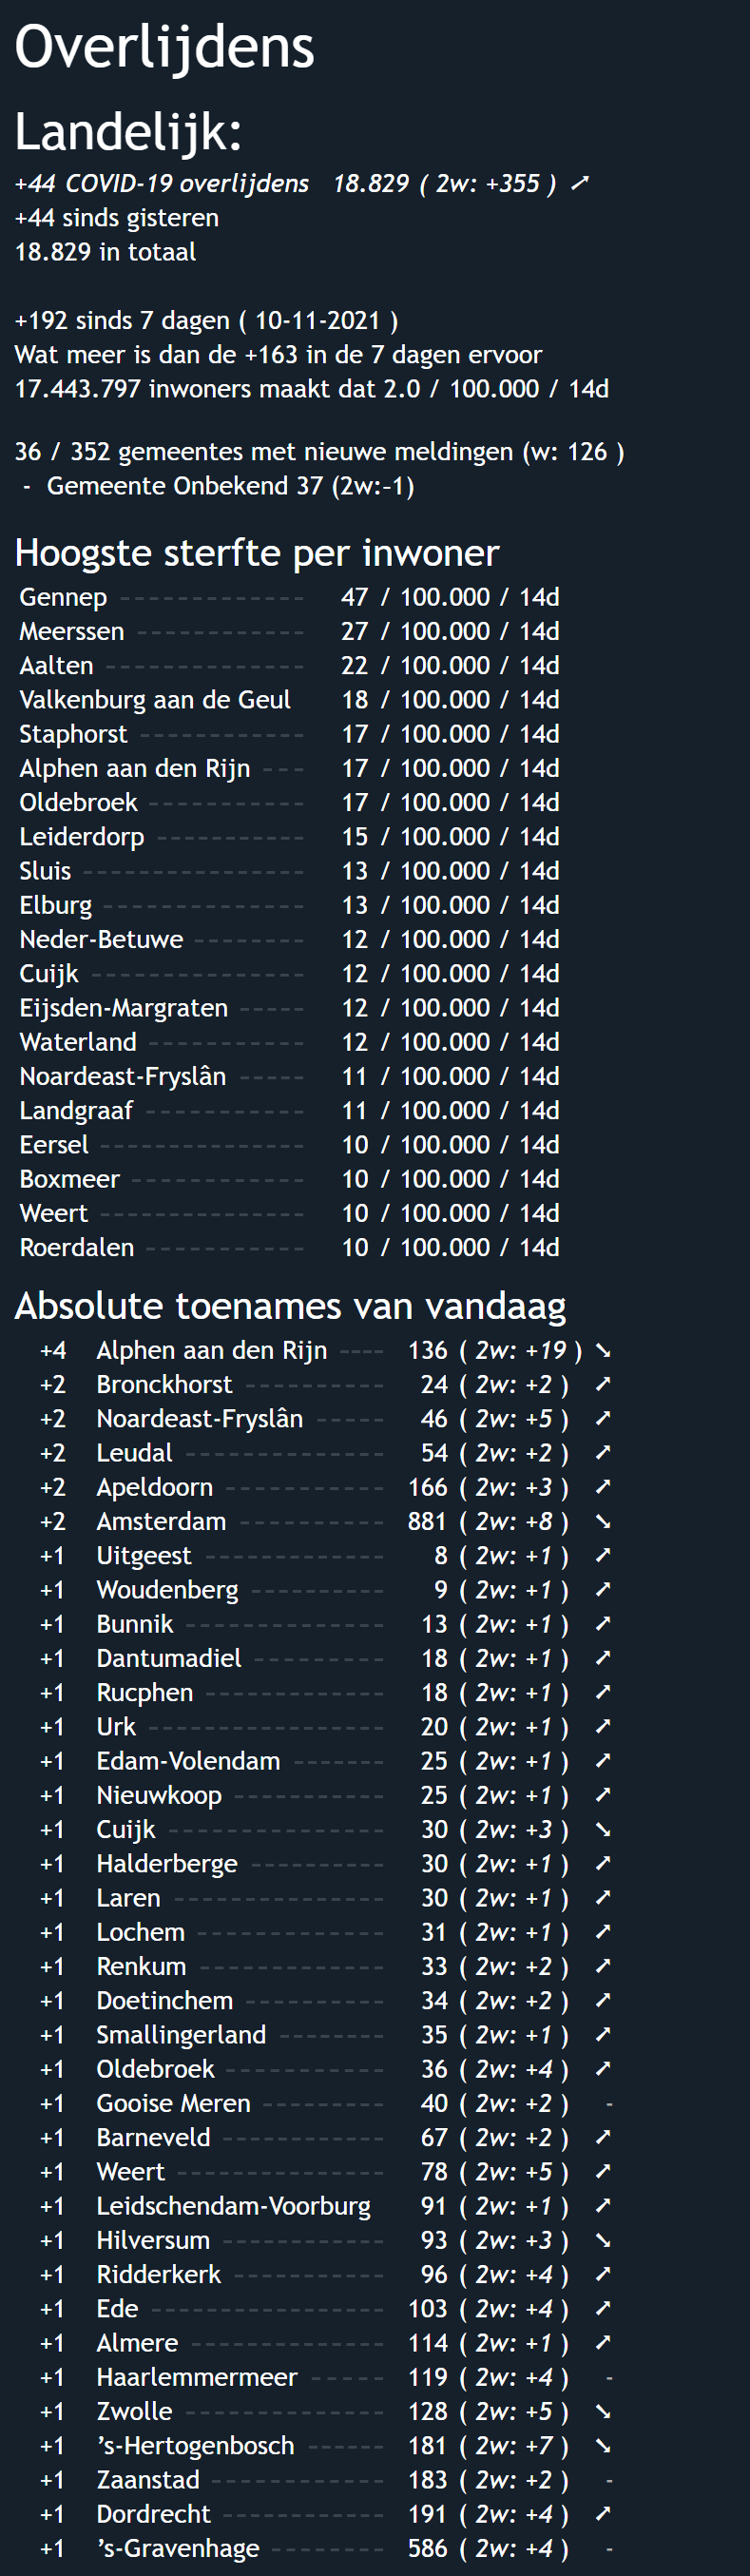 Overlijdens
Landelijk:
+44 COVID-19 overlijdens 18.829 ( 2w: +355 ) ➚
+44 sinds gisteren
18.829 in totaal
+192 sinds 7 dagen ( 10-11-2021 )
Wat meer is dan de +163 in de 7 dagen ervoor
17.443.797 inwoners maakt dat 2.0 / 100.000 / 14d
36 / 352 gemeentes met nieuwe meldingen (w: 126 )
- Gemeente Onbekend 37 (2w:-1)
Hoogste sterfte per inwoner
Gennep ------------- 47 / 100.000 / 14d
Meerssen ------------ 27 / 100.000 / 14d
Aalten -------------- 22 / 100.000 / 14d
Valkenburg aan de Geul 18 / 100.000 / 14d
Staphorst ------------ 17 / 100.000 / 14d
Alphen aan den Rijn --- 17 / 100.000 / 14d
Oldebroek ----------- 17 / 100.000 / 14d
Leiderdorp ----------- 15 / 100.000 / 14d
Sluis ---------------- 13 / 100.000 / 14d
Elburg -------------- 13 / 100.000 / 14d
Neder-Betuwe -------- 12 / 100.000 / 14d
Cuijk --------------- 12 / 100.000 / 14d
Eijsden-Margraten ----- 12 / 100.000 / 14d
Waterland ----------- 12 / 100.000 / 14d
Noardeast-Fryslân ----- 11 / 100.000 / 14d
Landgraaf ----------- 11 / 100.000 / 14d
Eersel --------------- 10 / 100.000 / 14d
Boxmeer ------------ 10 / 100.000 / 14d
Weert --------------- 10 / 100.000 / 14d
Roerdalen ----------- 10 / 100.000 / 14d
Absolute toenames van vandaag
+4 Alphen aan den Rijn ---- 136 ( 2w: +19 ) ➘
+2 Bronckhorst ---------- 24 ( 2w: +2 ) ➚
+2 Noardeast-Fryslân ----- 46 ( 2w: +5 ) ➚
+2 Leudal -------------- 54 ( 2w: +2 ) ➚
+2 Apeldoorn ----------- 166 ( 2w: +3 ) ➚
+2 Amsterdam ---------- 881 ( 2w: +8 ) ➘
+1 Uitgeest ------------- 8 ( 2w: +1 ) ➚
+1 Woudenberg ---------- 9 ( 2w: +1 ) ➚
+1 Bunnik -------------- 13 ( 2w: +1 ) ➚
+1 Dantumadiel --------- 18 ( 2w: +1 ) ➚
+1 Rucphen ------------- 18 ( 2w: +1 ) ➚
+1 Urk ----------------- 20 ( 2w: +1 ) ➚
+1 Edam-Volendam ------- 25 ( 2w: +1 ) ➚
+1 Nieuwkoop ----------- 25 ( 2w: +1 ) ➚
+1 Cuijk --------------- 30 ( 2w: +3 ) ➘
+1 Halderberge ---------- 30 ( 2w: +1 ) ➚
+1 Laren --------------- 30 ( 2w: +1 ) ➚
+1 Lochem ------------- 31 ( 2w: +1 ) ➚
+1 Renkum ------------- 33 ( 2w: +2 ) ➚
+1 Doetinchem ---------- 34 ( 2w: +2 ) ➚
+1 Smallingerland -------- 35 ( 2w: +1 ) ➚
+1 Oldebroek ----------- 36 ( 2w: +4 ) ➚
+1 Gooise Meren --------- 40 ( 2w: +2 ) -
+1 Barneveld ------------ 67 ( 2w: +2 ) ➚
+1 Weert --------------- 78 ( 2w: +5 ) ➚
+1 Leidschendam-Voorburg 91 ( 2w: +1 ) ➚
+1 Hilversum ------------ 93 ( 2w: +3 ) ➘
+1 Ridderkerk ----------- 96 ( 2w: +4 ) ➚
+1 Ede ----------------- 103 ( 2w: +4 ) ➚
+1 Almere -------------- 114 ( 2w: +1 ) ➚
+1 Haarlemmermeer ----- 119 ( 2w: +4 ) -
+1 Zwolle -------------- 128 ( 2w: +5 ) ➘
+1 ’s-Hertogenbosch ------ 181 ( 2w: +7 ) ➘
+1 Zaanstad ------------ 183 ( 2w: +2 ) -
+1 Dordrecht ----------- 191 ( 2w: +4 ) ➚
+1 ’s-Gravenhage -------- 586 ( 2w: +4 ) -